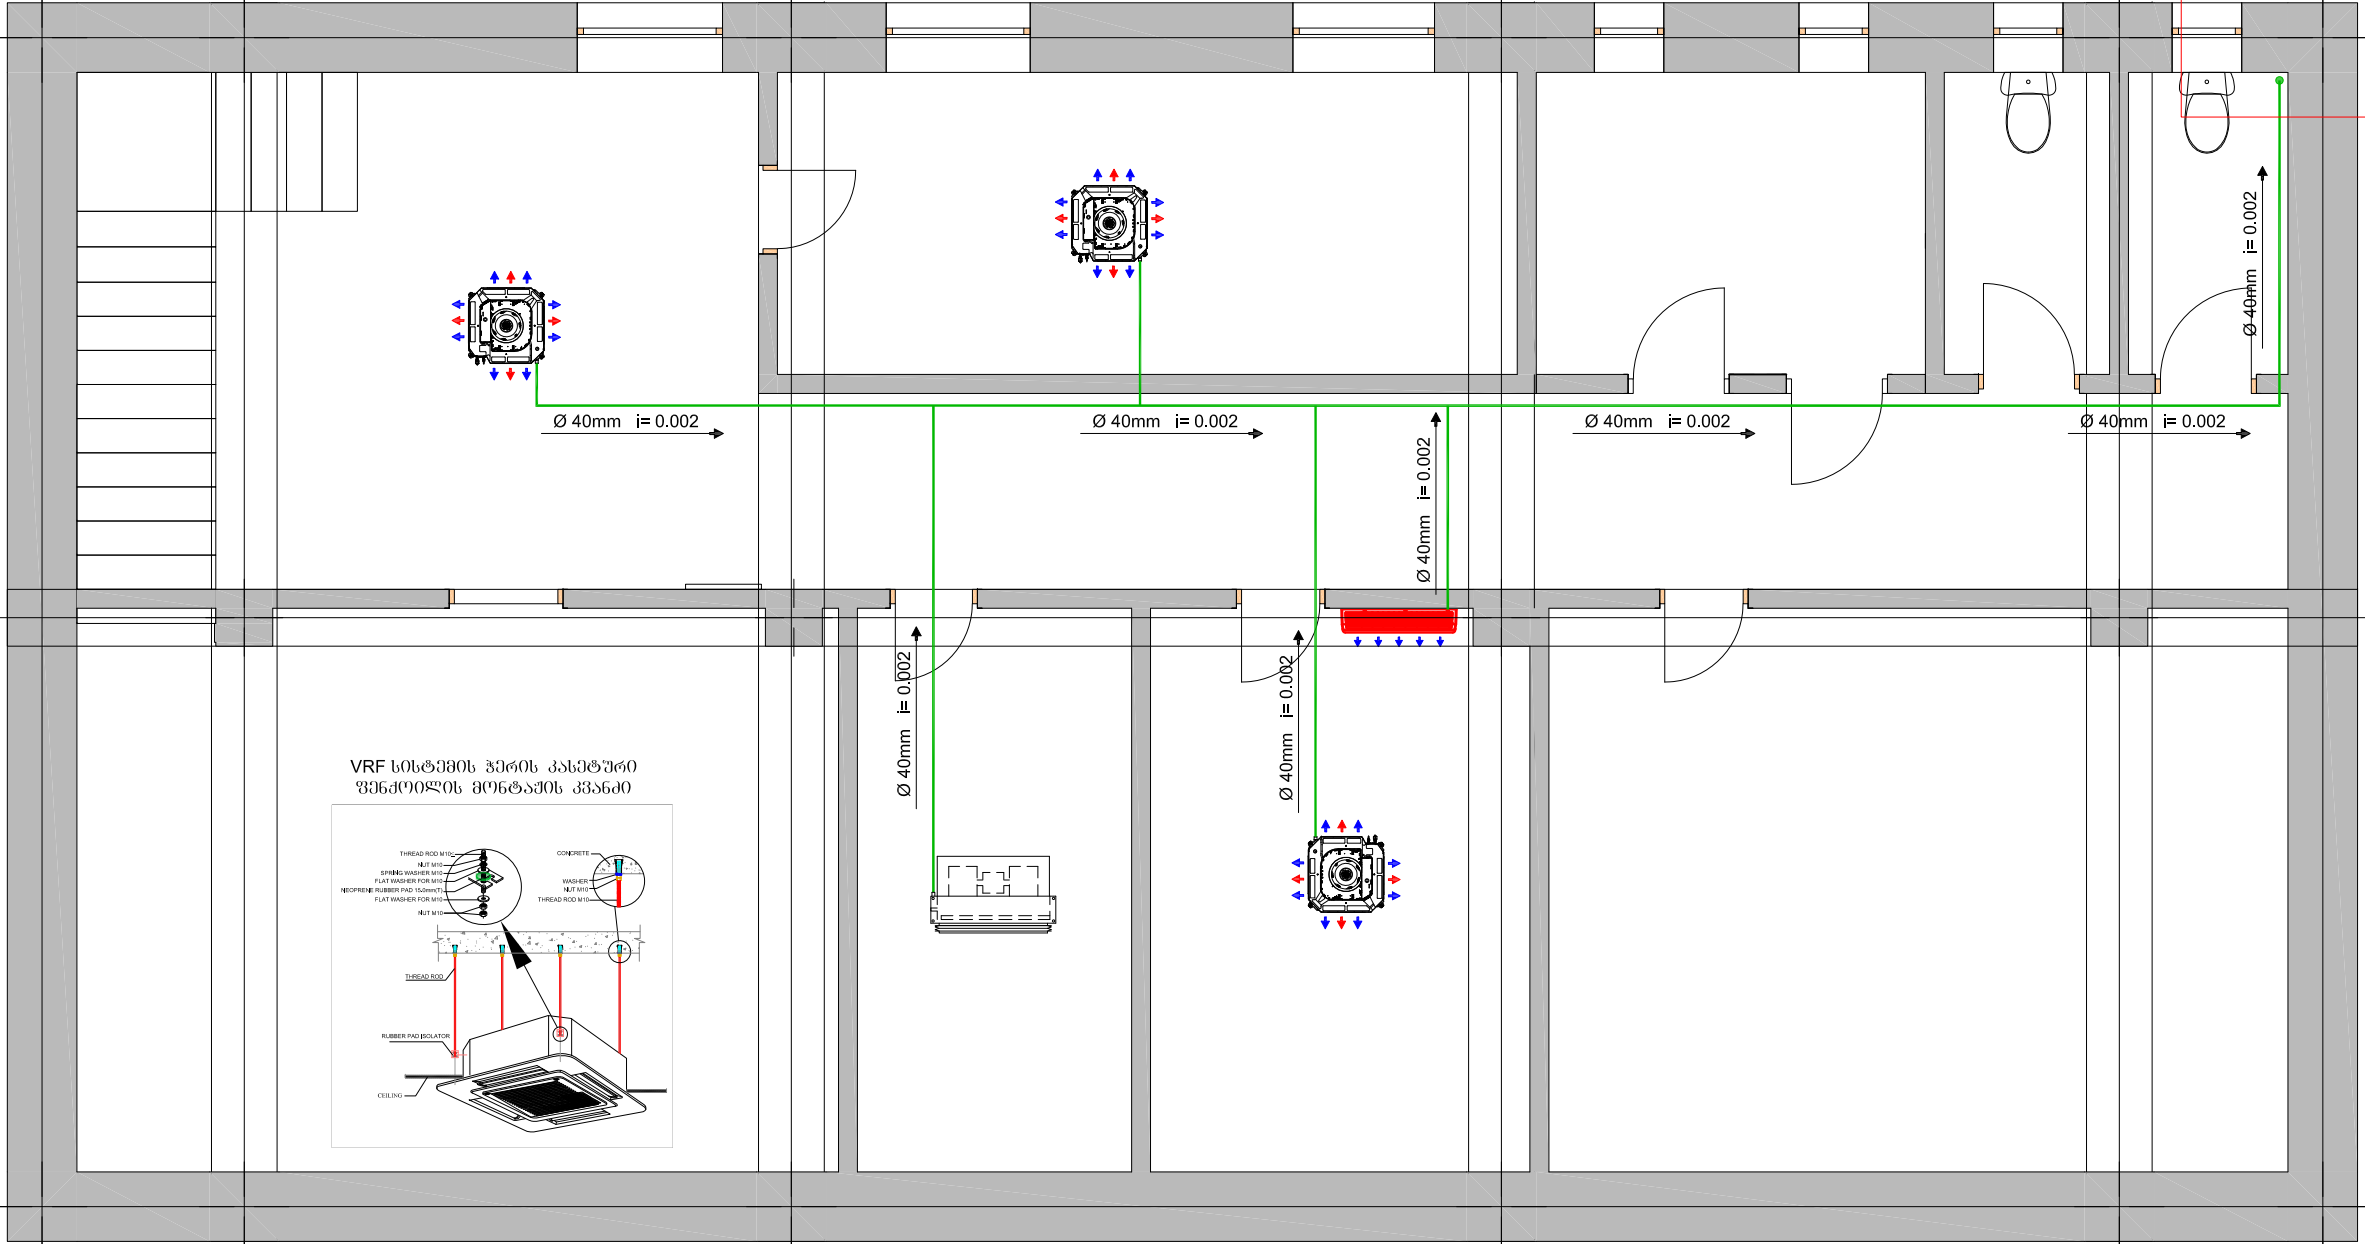 Ø 40mm i= 0.002
Ø 40mm i= 0.002
Ø 40mm i= 0.002
Ø 40mm i= 0.002
Ø 40mm i= 0.002
Ø 40mm i= 0.002
Ø 40mm i= 0.002
Ø 40mm i= 0.002
VRF სისტემის ჭერის კასეტური
ფენქოილის მონტაჟის კვანძი
THREAD ROD M10
NUT M10
SPRING WASHER M10
FLAT WASHER FOR M10
NEOPRENE RUBBER PAD 15.0mm(T)
FLAT WASHER FOR M10
NUT M10
CONCRETE
WASHER
NUT M10
THREAD ROD M10
THREAD ROD
RUBBER PAD ISOLATOR
CEILING